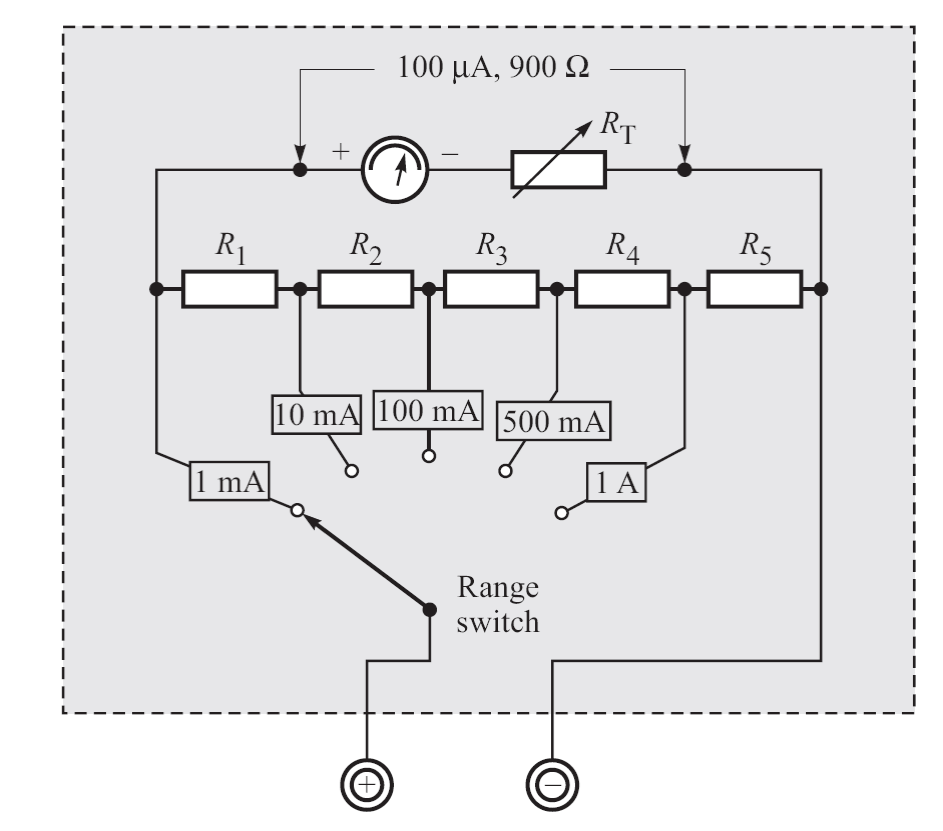 100 μA, 900 Ω
+
−
R_T
R_1
R_2
R_3
R_4
R_5
10 mA
100 mA
500 mA
1 mA
1 A
Range
switch
+
−